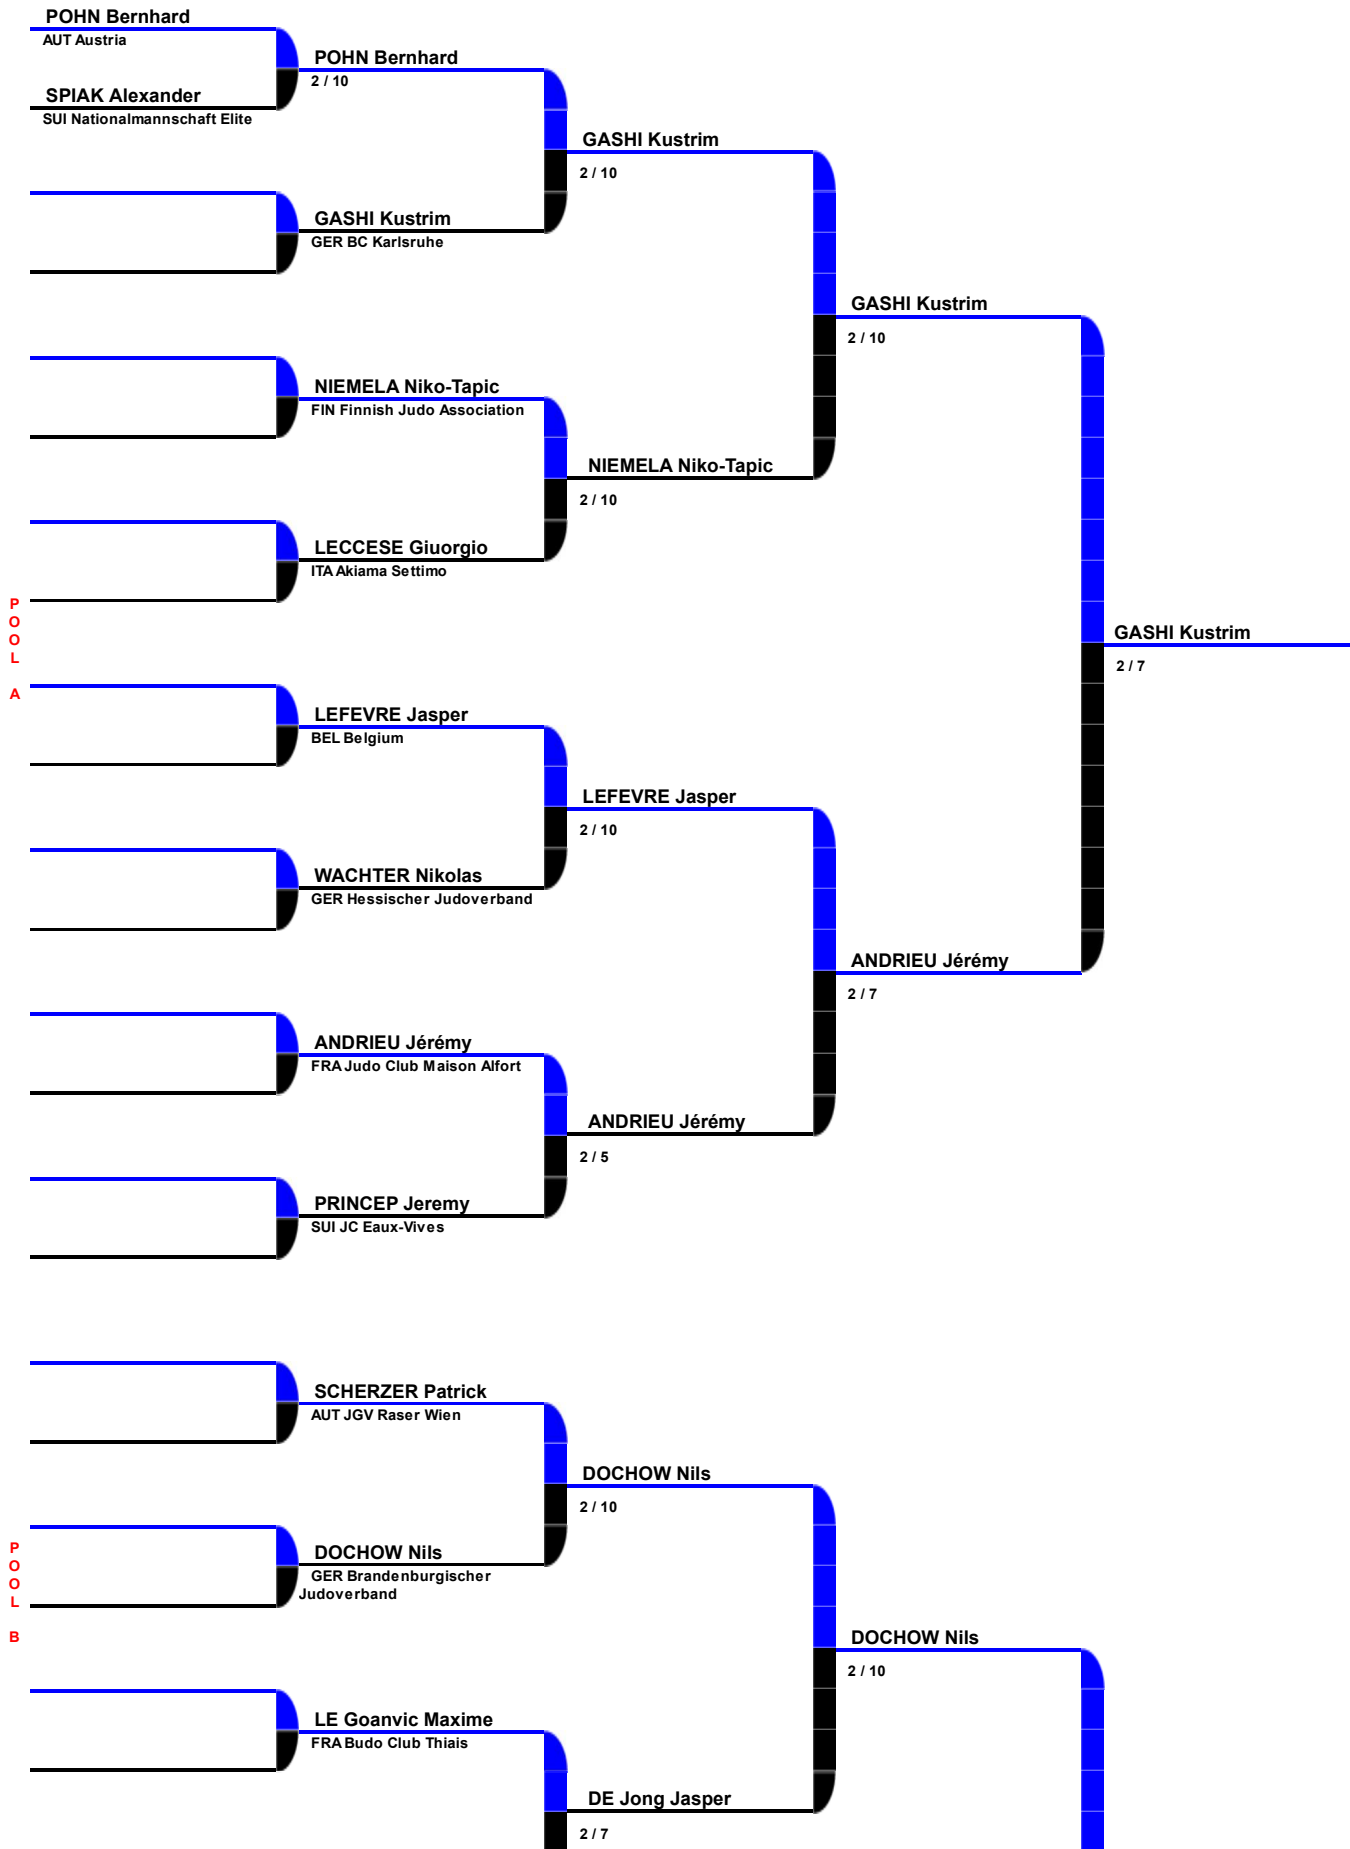 POHN Bernhard
AUT Austria
POHN Bernhard
2 / 10
SPIAK Alexander
SUI Nationalmannschaft Elite
GASHI Kustrim
2 / 10
GASHI Kustrim
GER BC Karlsruhe
GASHI Kustrim
2 / 10
NIEMELA Niko-Tapic
FIN Finnish Judo Association
NIEMELA Niko-Tapic
2 / 10
LECCESE Giuorgio
ITA Akiama Settimo
POOL A
GASHI Kustrim
2 / 7
LEFEVRE Jasper
BEL Belgium
LEFEVRE Jasper
2 / 10
WACHTER Nikolas
GER Hessischer Judoverband
ANDRIEU Jérémy
2 / 7
ANDRIEU Jérémy
FRA Judo Club Maison Alfort
ANDRIEU Jérémy
2 / 5
PRINCEP Jeremy
SUI JC Eaux-Vives
SCHERZER Patrick
AUT JGV Raser Wien
DOCHOW Nils
2 / 10
DOCHOW Nils
GER Brandenburgischer
Judoverband
POOL B
DOCHOW Nils
2 / 10
LE Goanvic Maxime
FRA Budo Club Thiais
DE Jong Jasper
2 / 7